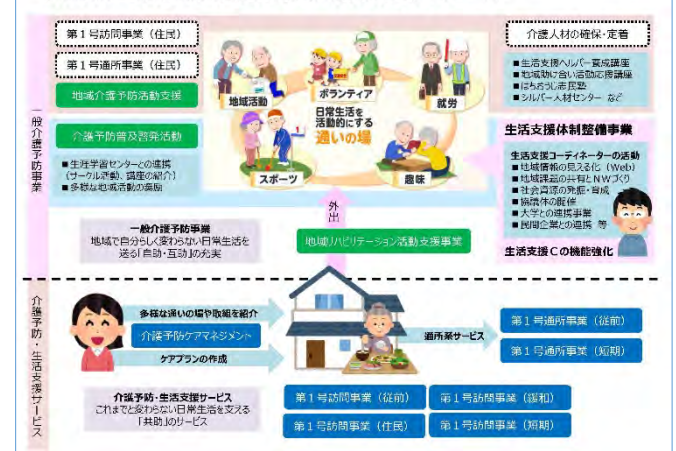 第１号訪問事業（住民）
第１号通所事業（住民）
地域介護予防活動支援
介護予防普及啓発活動
■生涯学習センターとの連携
（サークル活動、講座の紹介）
■多様な地域活動の奨励
一般介護予防事業
地域活動
ボランティア
就労
日常生活を
活動的にする
通いの場
スポーツ
趣味
介護人材の確保・定着
■生活支援ヘルパー養成講座
■地域助け合い活動応援講座
■はちおうじ志民塾
■シルバー人材センター など
生活支援体制整備事業
生活支援コーディネーターの活動
■地域情報の見える化（Web）
■地域課題の共有とNWづくり
■社会資源の発掘・育成
■協議体の開催
■大学との連携事業
■民間企業との連携 等
生活支援Ｃの機能強化
外出
一般介護予防事業
地域で自分らしく変わらない日常生活を
送る「自助・互助」の充実
地域リハビリテーション活動支援事業
介護予防・生活支援サービス
多様な通いの場や取組を紹介
介護予防ケアマネジメント
ケアプランの作成
通所系サービス
第１号通所事業（従前）
第１号通所事業（短期）
介護予防・生活支援サービス
これまでと変わらない日常生活を支える
「共助」のサービス
第１号訪問事業（従前）
第１号訪問事業（緩和）
第１号訪問事業（住民）
第１号訪問事業（短期）